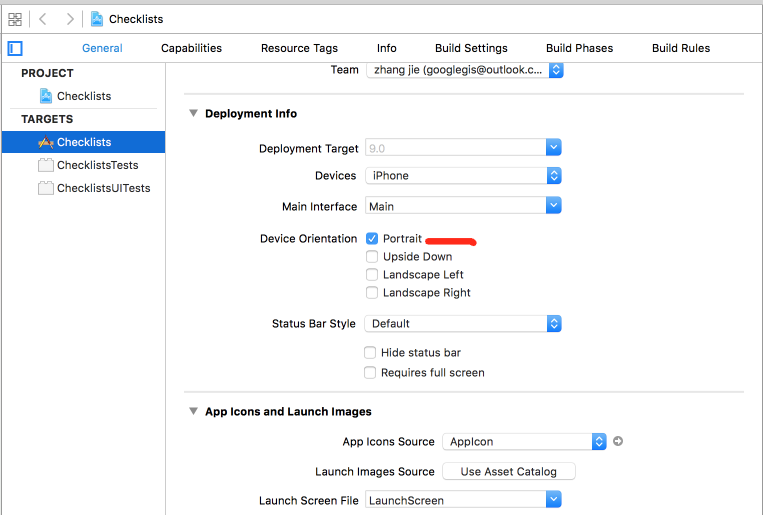 Checklists
General Capabilities Resource Tags Info Build Settings Build Phases Build Rules
PROJECT
Checklists
TARGETS
Checklists
ChecklistsTests
ChecklistsUITests
Team zhang jie (googlegis@outlook.c...
Deployment Info
Deployment Target 9.0
Devices iPhone
Main Interface Main
Device Orientation Portrait
Upside Down
Landscape Left
Landscape Right
Status Bar Style Default
Hide status bar
Requires full screen
App Icons and Launch Images
App Icons Source AppIcon
Launch Images Source Use Asset Catalog
Launch Screen File LaunchScreen